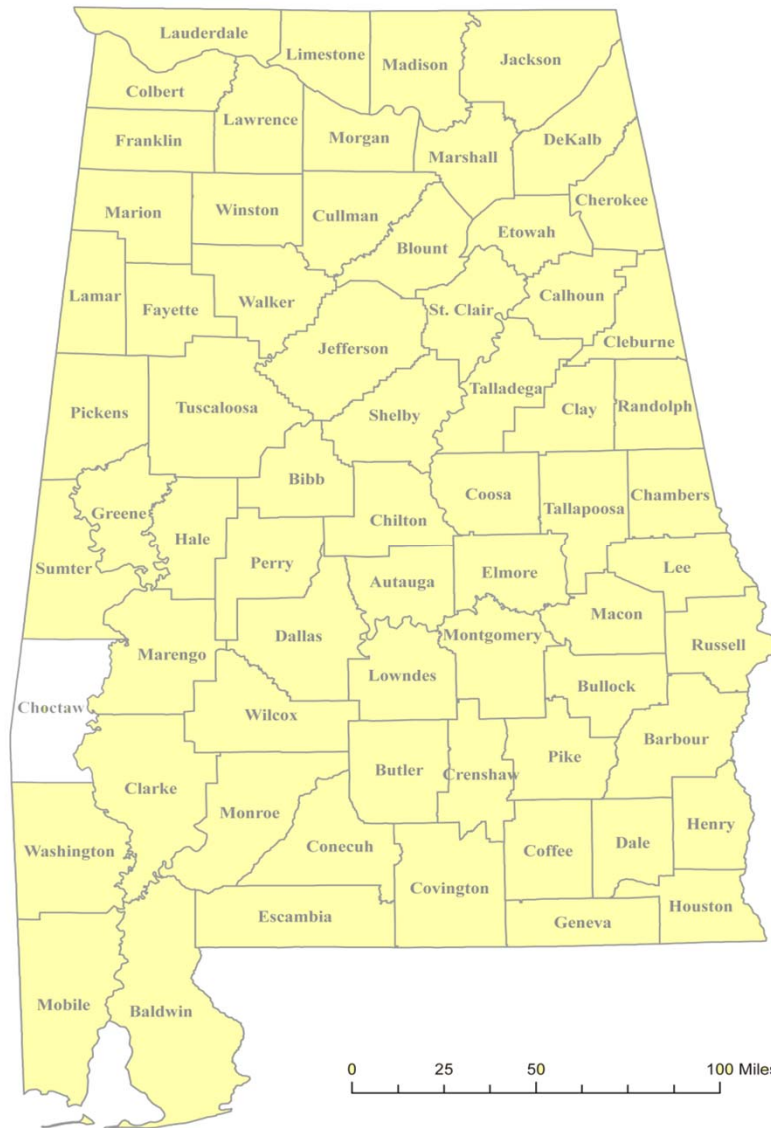 Lauderdale
Limestone
Madison
Jackson
Colbert
Lawrence
Franklin
Morgan
Marshall
DeKalb
Cherokee
Marion
Winston
Cullman
Blount
Etowah
Lamar
Fayette
Walker
St. Clair
Calhoun
Cleburne
Jefferson
Talladega
Pickens
Tuscaloosa
Shelby
Clay
Randolph
Bibb
Coosa
Chambers
Greene
Hale
Chilton
Tallapoosa
Sumter
Perry
Autauga
Elmore
Lee
Macon
Marengo
Dallas
Montgomery
Russell
Choctaw
Lowndes
Bullock
Wilcox
Barbour
Clarke
Butler
Crenshaw
Pike
Monroe
Washington
Conecuh
Coffee
Dale
Henry
Covington
Escambia
Geneva
Houston
Mobile
Baldwin
0 25 50 100 Miles